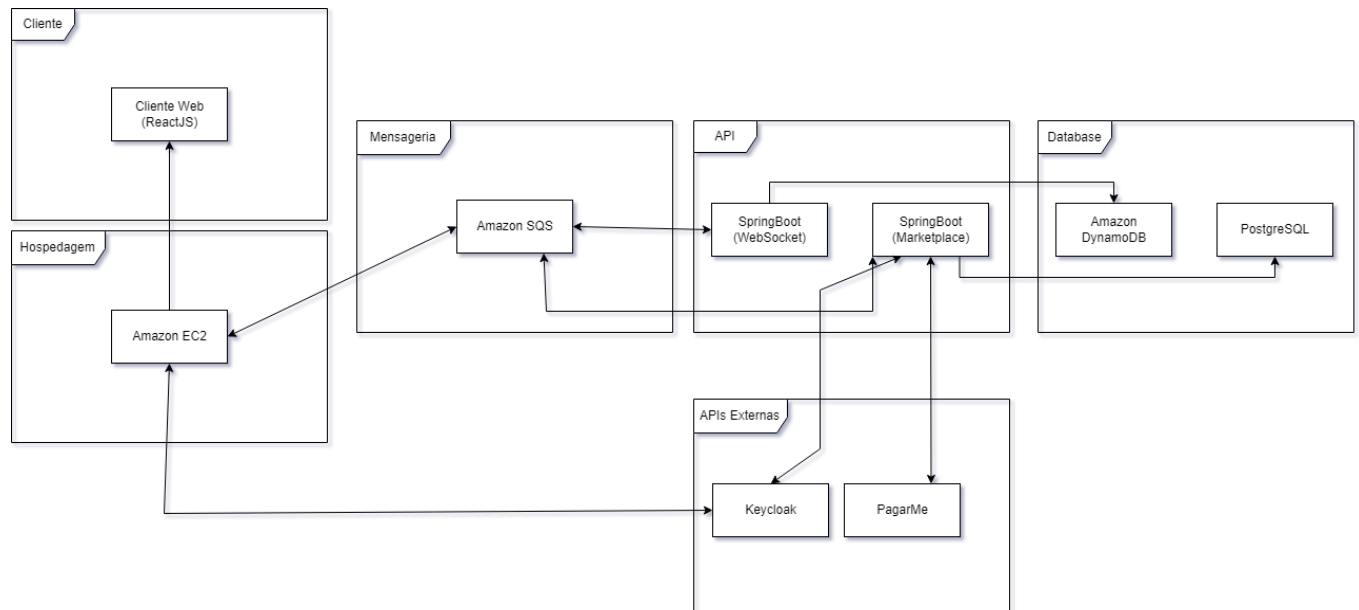 Cliente
Cliente Web
(ReactJS)
Hospedagem
Amazon EC2
Mensageria
Amazon SQS
API
SpringBoot
(WebSocket)
SpringBoot
(Marketplace)
Database
Amazon
DynamoDB
PostgreSQL
APIs Externas
Keycloak
PagarMe